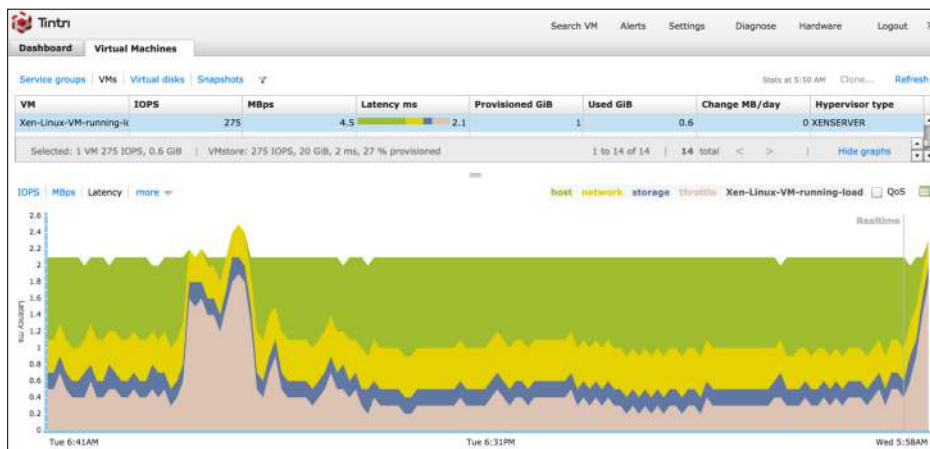 Tintri
Search VM Alerts Settings Diagnose Hardware Logout ?
Dashboard Virtual Machines
Service groups VMs Virtual disks Snapshots Stats at 5:50 AM Clone... Refresh
VM IOPS MBps Latency ms Provisioned GiB Used GiB Change MB/day Hypervisor type
Xen-Linux-VM-running-lo 275 4.5 2.1 1 0.6 0 XENSERVER
Selected: 1 VM 275 IOPS, 0.6 GiB | VMstore: 275 IOPS, 20 GiB, 2 ms, 27 % provisioned 1 to 14 of 14 | 14 total < > | Hide graphs
IOPS MBps Latency more host network storage throttle Xen-Linux-VM-running-load QoS
Realtime
Latency ms
2.6
2.4
2.2
2
1.8
1.6
1.4
1.2
1
0.8
0.6
0.4
0.2
0
Tue 6:41AM Tue 6:31PM Wed 5:58AM